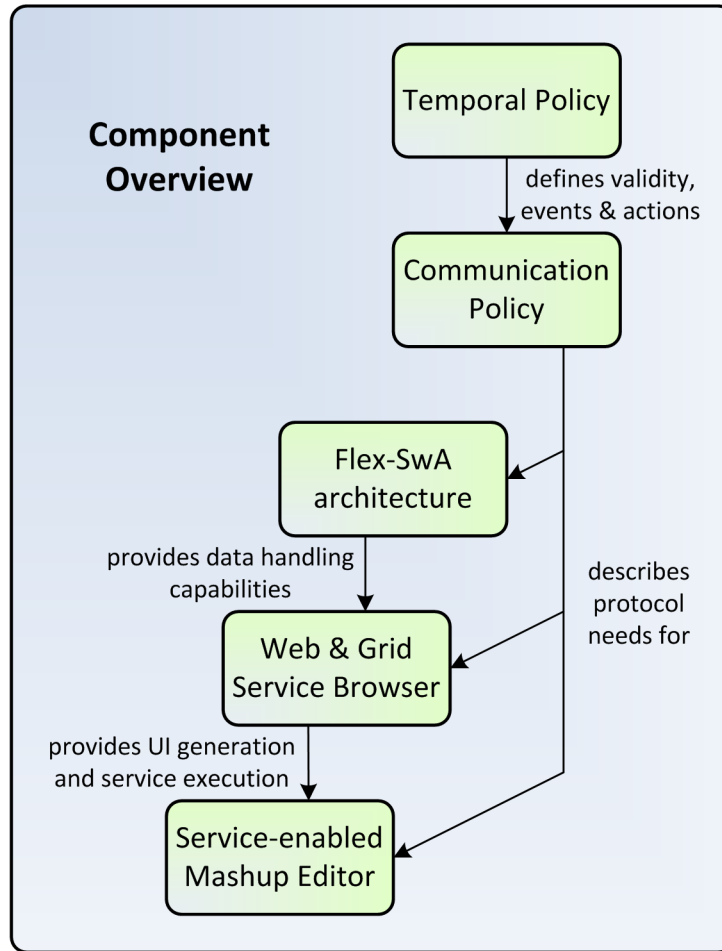 Component
Overview
Temporal Policy
defines validity,
events & actions
Communication
Policy
Flex-SwA
architecture
provides data handling
capabilities
describes
protocol
needs for
Web & Grid
Service Browser
provides UI generation
and service execution
Service-enabled
Mashup Editor